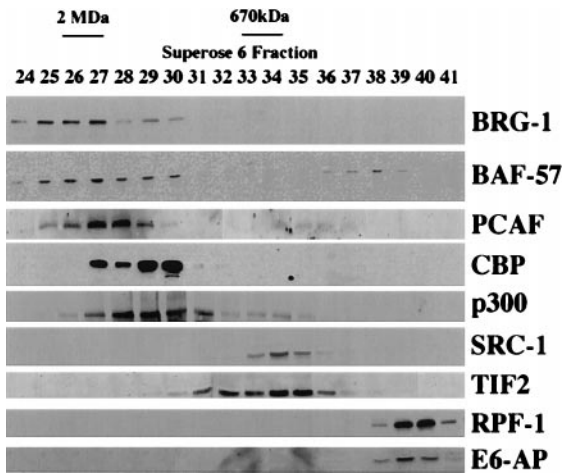 2 MDa 670kDa
Superose 6 Fraction
24 25 26 27 28 29 30 31 32 33 34 35 36 37 38 39 40 41
BRG-1
BAF-57
PCAF
CBP
p300
SRC-1
TIF2
RPF-1
E6-AP